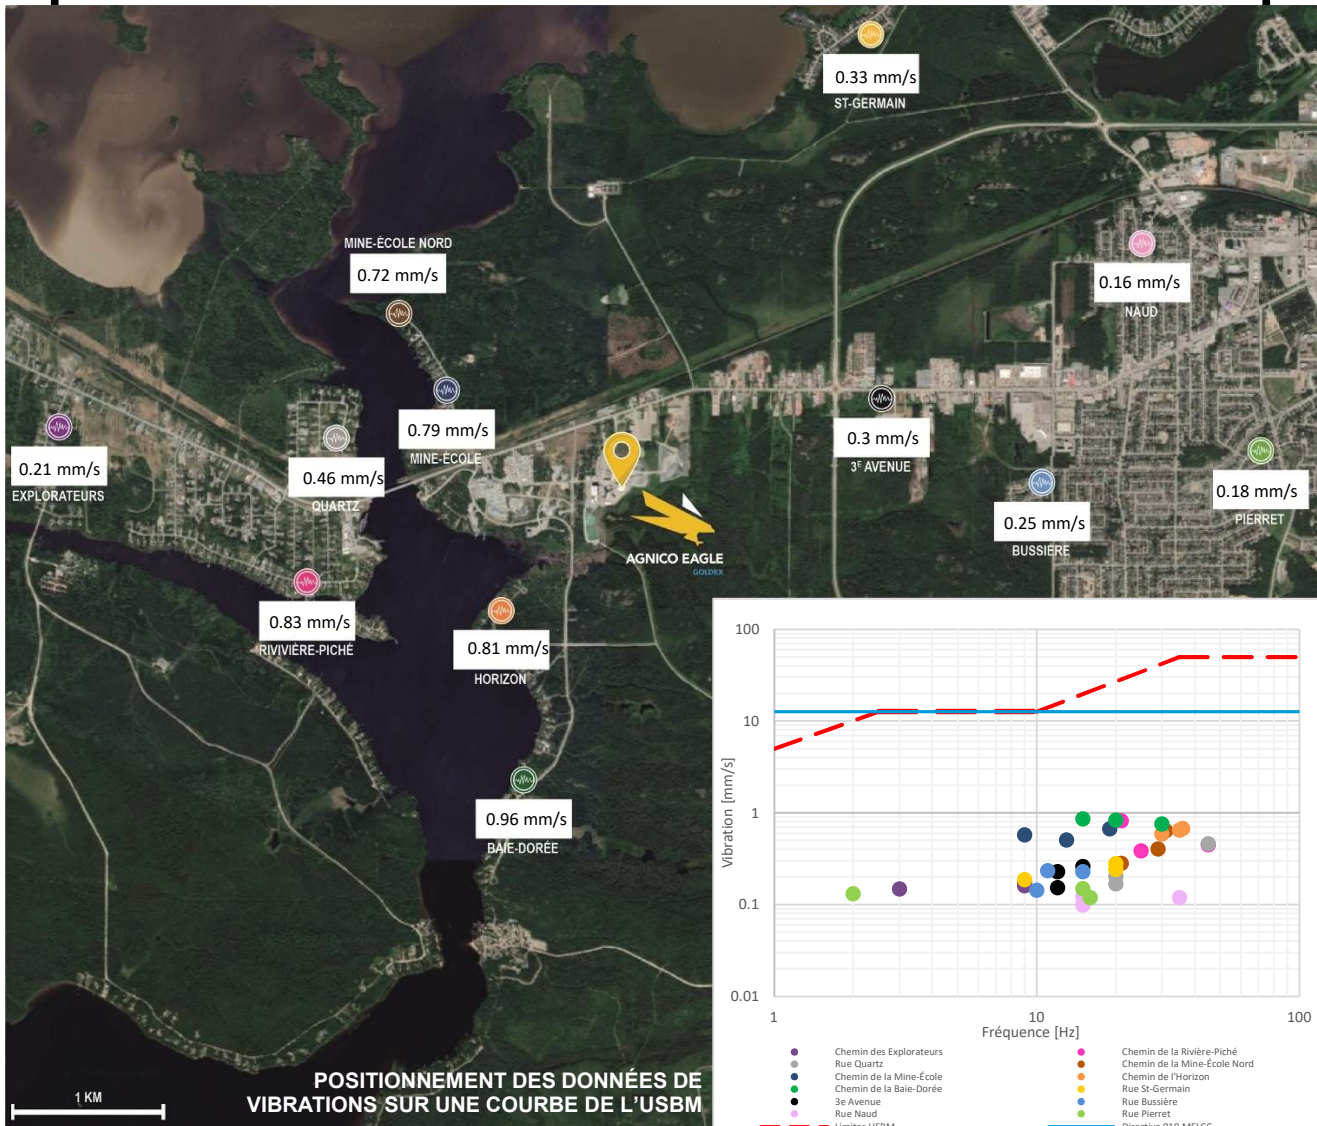 0.33 mm/s
ST-GERMAIN
MINE-ÉCOLE NORD
0.72 mm/s
0.16 mm/s
NAUD
0.79 mm/s
MINE-ÉCOLE
0.3 mm/s
3E AVENUE
0.21 mm/s
EXPLORATEURS
0.46 mm/s
QUARTZ
0.18 mm/s
PIERRET
0.25 mm/s
BUSSIÈRE
AGNICO EAGLE
GOLDEX
0.83 mm/s
RIVIVIÈRE-PICHÉ
0.81 mm/s
HORIZON
0.96 mm/s
BAIE-DORÉE
POSITIONNEMENT DES DONNÉES DE
VIBRATIONS SUR UNE COURBE DE L'USBM
1 KM
100
10
1
0.1
0.01
Vibration [mm/s]
1
10
100
Fréquence [Hz]
Chemin des Explorateurs
Chemin de la Rivière-Piché
Rue Quartz
Chemin de la Mine-École Nord
Chemin de la Mine-École
Chemin de l'Horizon
Chemin de la Baie-Dorée
Rue St-Germain
3e Avenue
Rue Bussière
Rue Naud
Rue Pierret
Limites USBM
Directive 019 MELCC